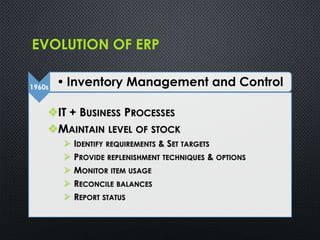 EVOLUTION OF ERP
1960s
• Inventory Management and Control
❖IT + BUSINESS PROCESSES
❖MAINTAIN LEVEL OF STOCK
➢ IDENTIFY REQUIREMENTS & SET TARGETS
➢ PROVIDE REPLENISHMENT TECHNIQUES & OPTIONS
➢ MONITOR ITEM USAGE
➢ RECONCILE BALANCES
➢ REPORT STATUS